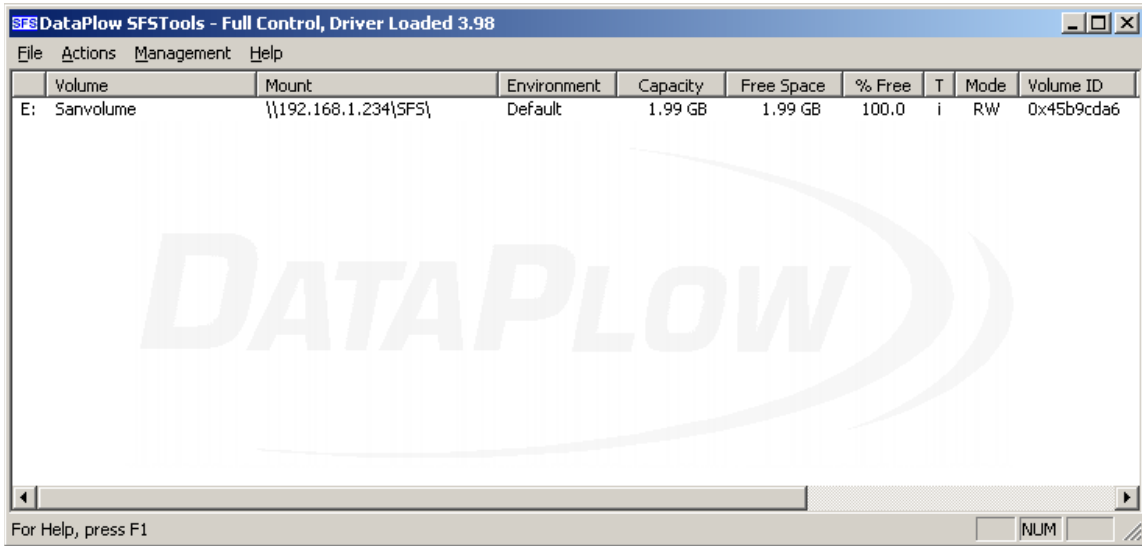 SFS DataPlow SFSTools - Full Control, Driver Loaded 3.98
File Actions Management Help
Volume Mount Environment Capacity Free Space % Free T Mode Volume ID
E: Sanvolume \\192.168.1.234\SFS\ Default 1.99 GB 1.99 GB 100.0 i RW 0x45b9cda6
DATAPLOW
For Help, press F1 NUM